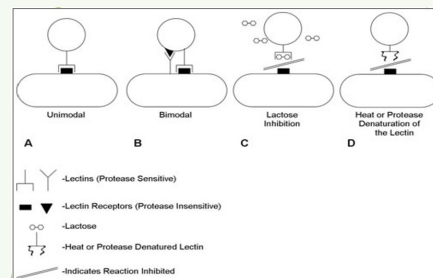 Unimodal
Bimodal
Lactose
Inhibition
Heat or Protease
Denaturation of
the Lectin
A
B
C
D
-Lectins (Protease Sensitive)
-Lectin Receptors (Protease Insensitive)
-Lactose
-Heat or Protease Denatured Lectin
-Indicates Reaction Inhibited